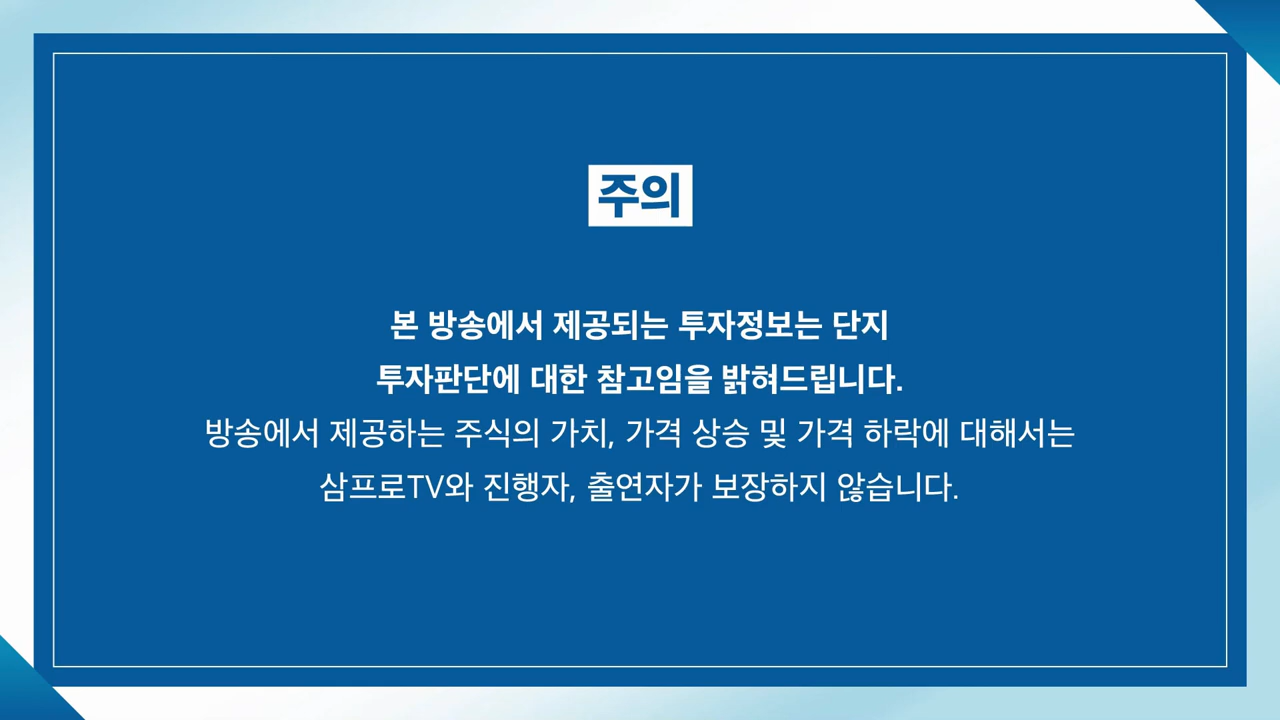 주의
본 방송에서 제공되는 투자정보는 단지
투자판단에 대한 참고임을 밝혀드립니다.
방송에서 제공하는 주식의 가치, 가격 상승 및 가격 하락에 대해서는
삼프로TV와 진행자, 출연자가 보장하지 않습니다.